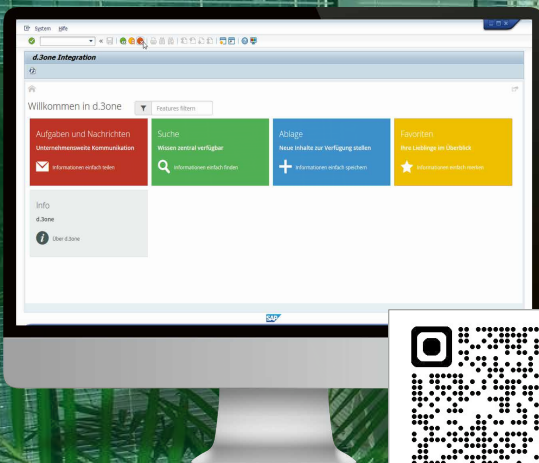 System Hilfe
d.3one Integration
Willkommen in d.3one
Features filtern
Aufgaben und Nachrichten
Unternehmensweite Kommunikation
Informationen einfach teilen
Suche
Wissen zentral verfügbar
Informationen einfach finden
Ablage
Neue Inhalte zur Verfügung stellen
Informationen einfach speichern
Favoriten
Ihre Lieblinge im Überblick
Informationen einfach merken
Info
d.3one
Über d.3one
SAP